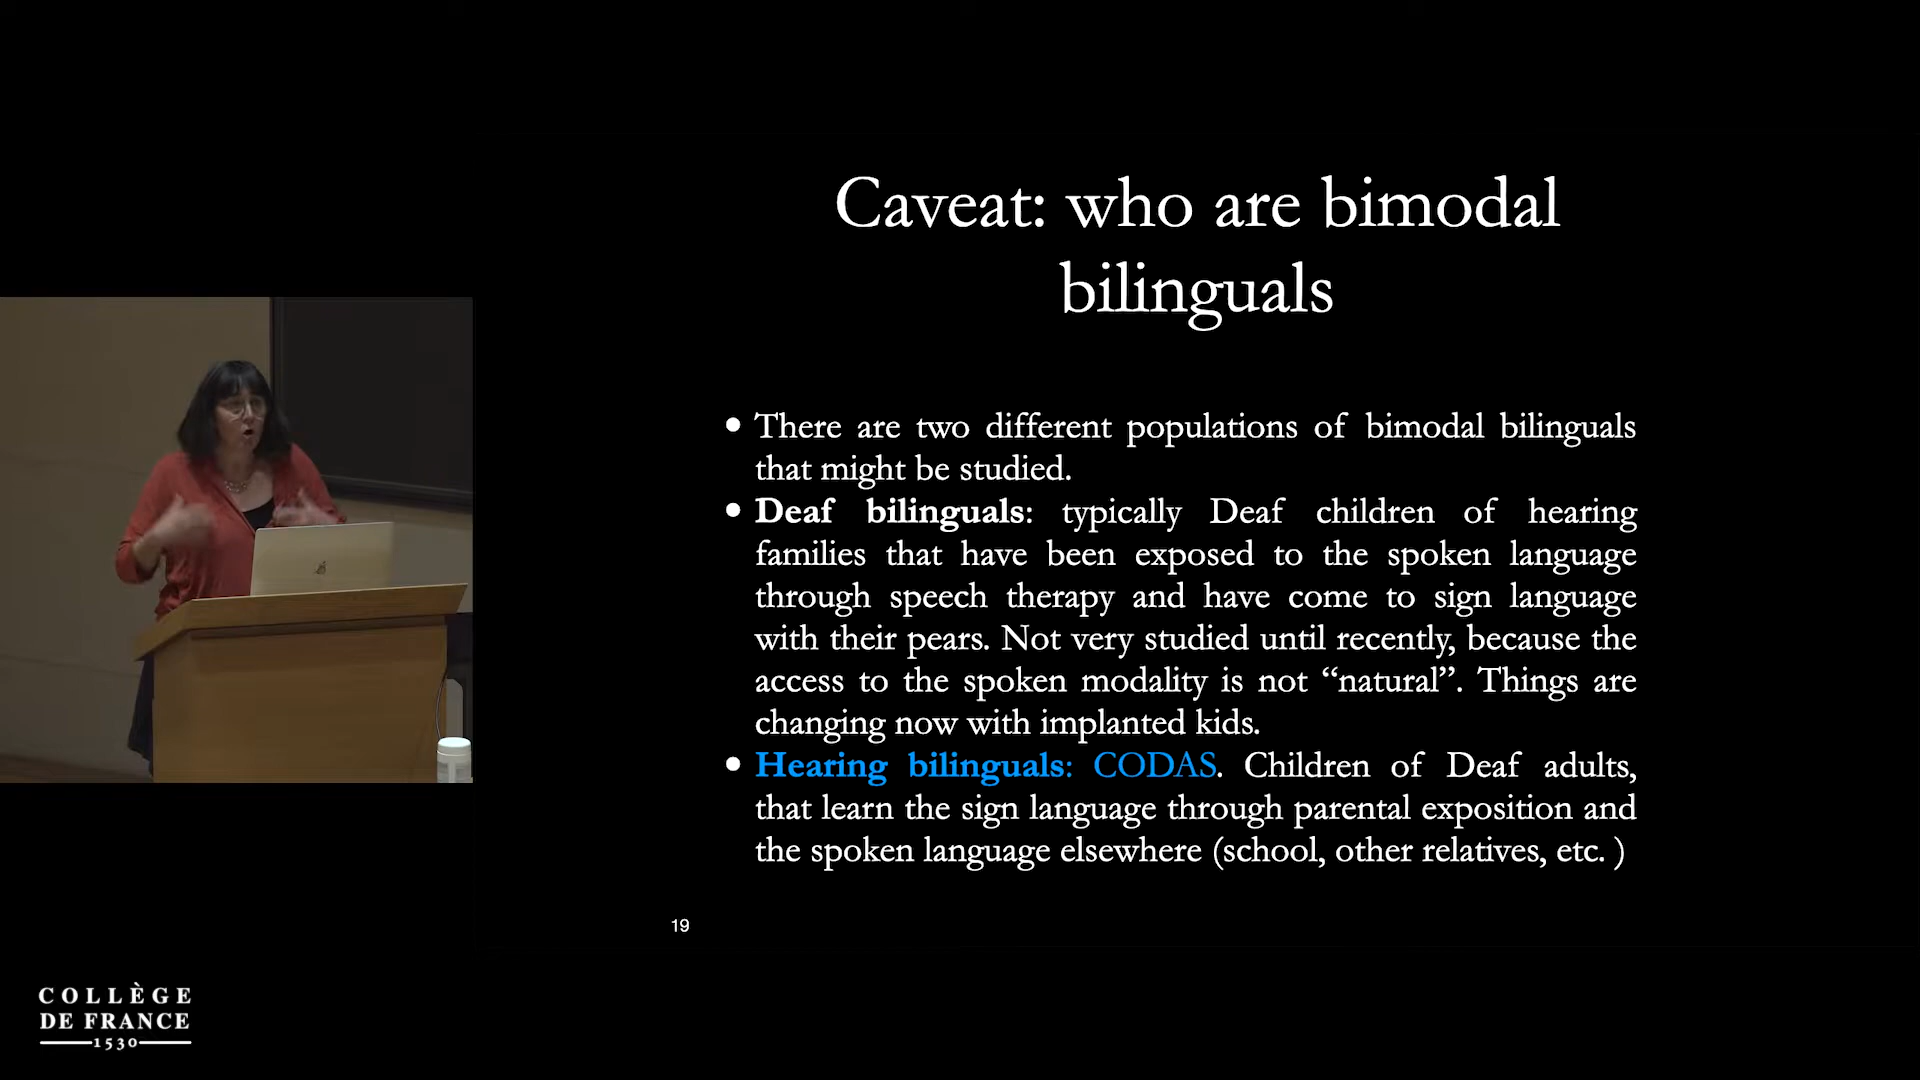 Caveat: who are bimodal
bilinguals
• There are two different populations of bimodal bilinguals
that might be studied.
• Deaf bilinguals: typically Deaf children of hearing
families that have been exposed to the spoken language
through speech therapy and have come to sign language
with their pears. Not very studied until recently, because the
access to the spoken modality is not “natural”. Things are
changing now with implanted kids.
• Hearing bilinguals: CODAS. Children of Deaf adults,
that learn the sign language through parental exposition and
the spoken language elsewhere (school, other relatives, etc. )
19
COLLÈGE
DE FRANCE
1530